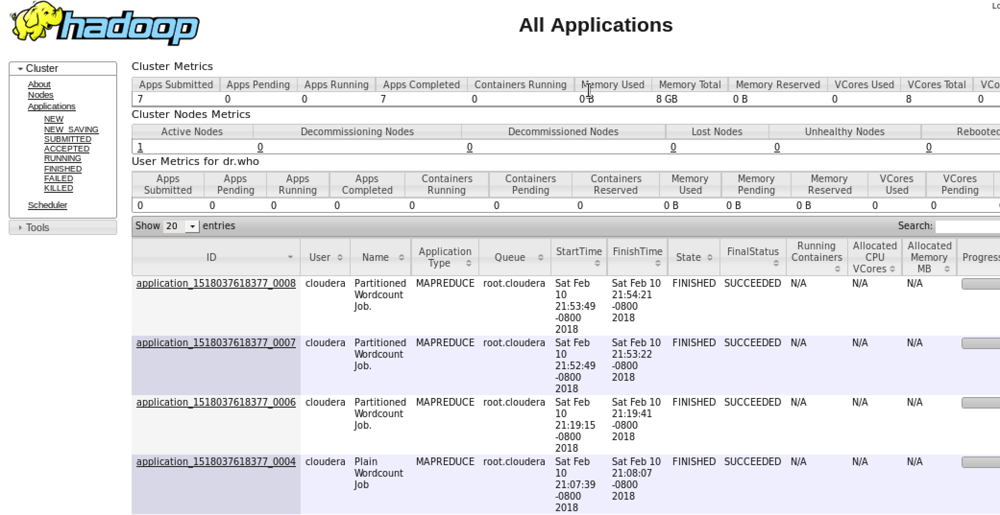 hadoop
All Applications
Cluster
About
Nodes
Applications
NEW
NEW_SAVING
SUBMITTED
ACCEPTED
RUNNING
FINISHED
FAILED
KILLED
Scheduler
Tools
Cluster Metrics
Apps Submitted Apps Pending Apps Running Apps Completed Containers Running Memory Used Memory Total Memory Reserved VCores Used VCores Total
7 0 0 7 0 0 B 8 GB 0 B 0 8 0
Cluster Nodes Metrics
Active Nodes Decommissioning Nodes Decommissioned Nodes Lost Nodes Unhealthy Nodes Rebooted
1 0 0 0 0 0
User Metrics for dr.who
Apps Apps Apps Apps Containers Containers Containers Memory Memory Memory VCores VCores
Submitted Pending Running Completed Running Pending Reserved Used Pending Reserved Used Pending
0 0 0 0 0 0 0 0 B 0 B 0 B 0 0
Show 20 entries Search:
ID User Name Application Type Queue StartTime FinishTime State FinalStatus Running Containers Allocated CPU VCores Allocated Memory MB Progress
application_1518037618377_0008 cloudera Partitioned MAPREDUCE root.cloudera Sat Feb Sat Feb 10 FINISHED SUCCEEDED N/A N/A N/A
Wordcount 10 21:54:21
Job. 21:53:49 -0800
-0800 2018
2018
application_1518037618377_0007 cloudera Partitioned MAPREDUCE root.cloudera Sat Feb Sat Feb 10 FINISHED SUCCEEDED N/A N/A N/A
Wordcount 10 21:53:22
Job. 21:52:49 -0800
-0800 2018
2018
application_1518037618377_0006 cloudera Partitioned MAPREDUCE root.cloudera Sat Feb Sat Feb 10 FINISHED SUCCEEDED N/A N/A N/A
Wordcount 10 21:19:41
Job. 21:19:15 -0800
-0800 2018
2018
application_1518037618377_0004 cloudera Plain MAPREDUCE root.cloudera Sat Feb Sat Feb 10 FINISHED SUCCEEDED N/A N/A N/A
Wordcount 10 21:08:07
Job 21:07:39 -0800
-0800 2018
2018